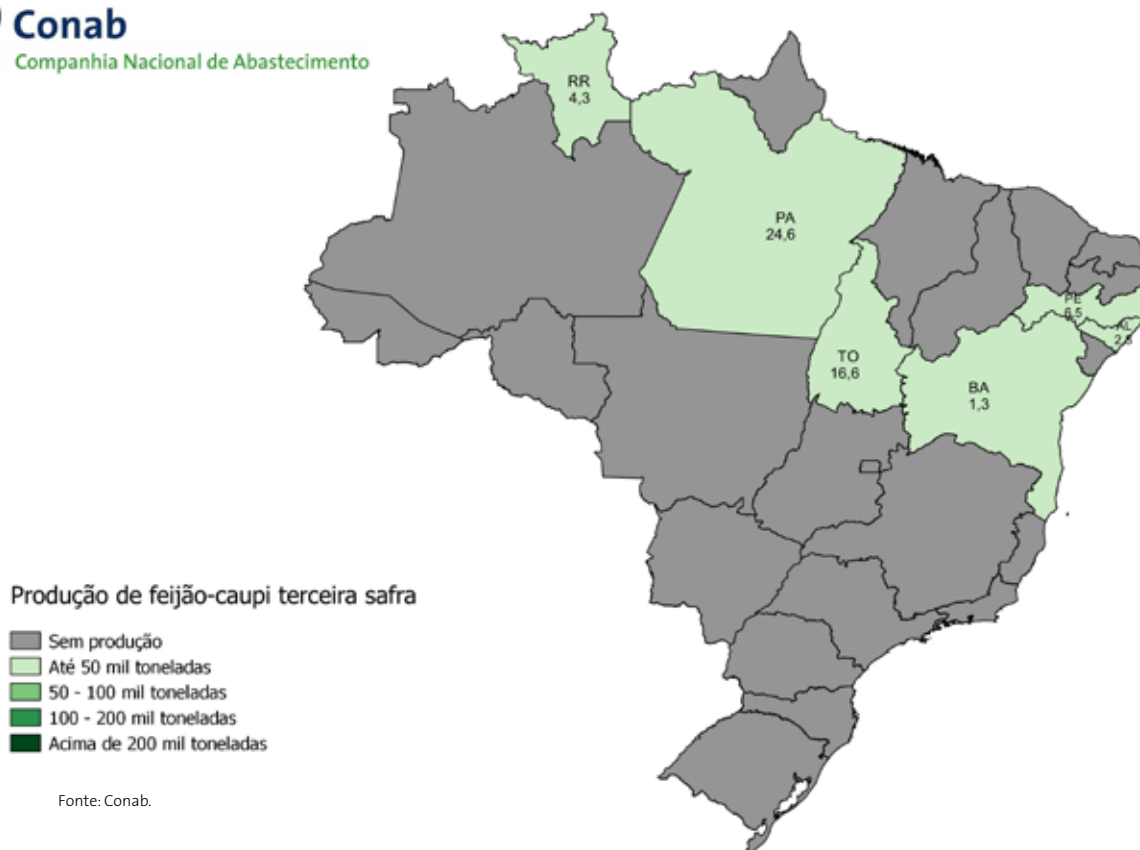 Conab
Companhia Nacional de Abastecimento
RR
4,3
PA
24,6
PE
6,5
AL
TO
16,6
BA
1,3
Produção de feijão-caupi terceira safra
Sem produção
Até 50 mil toneladas
50 - 100 mil toneladas
100 - 200 mil toneladas
Acima de 200 mil toneladas
Fonte: Conab.